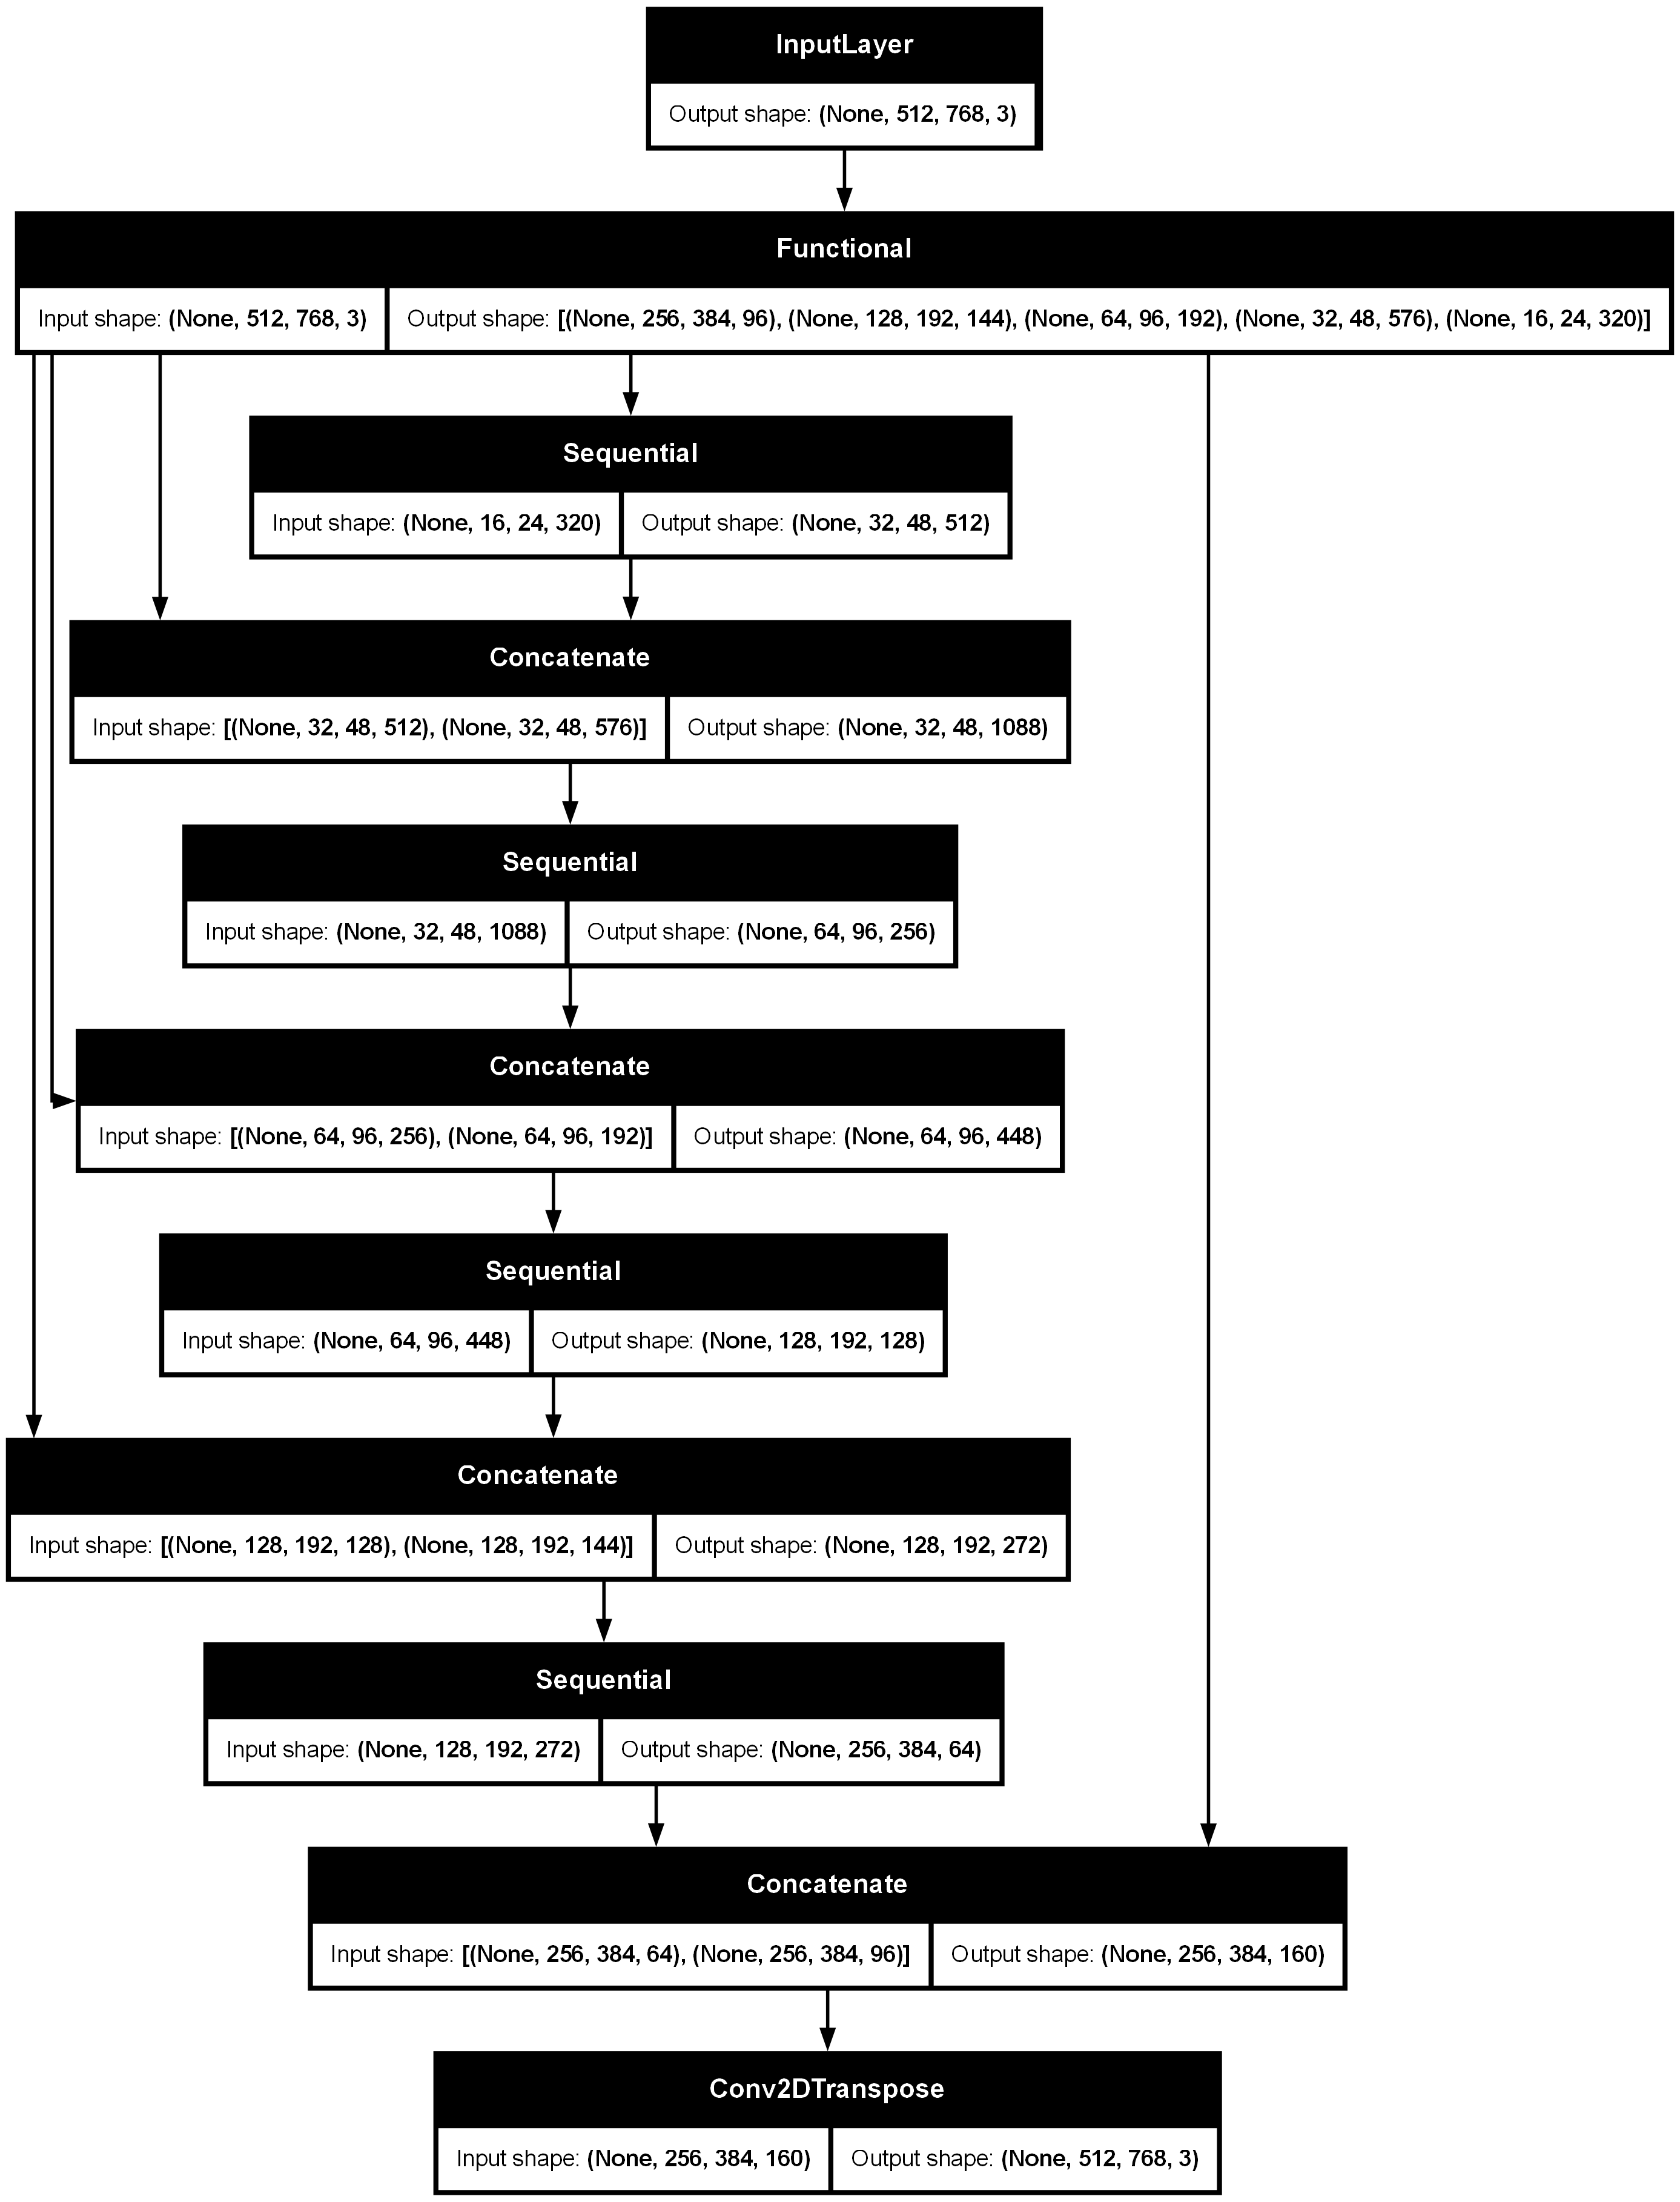 InputLayer
Output shape: (None, 512, 768, 3)
Functional
Input shape: (None, 512, 768, 3) Output shape: [(None, 256, 384, 96), (None, 128, 192, 144), (None, 64, 96, 192), (None, 32, 48, 576), (None, 16, 24, 320)]
Sequential
Input shape: (None, 16, 24, 320) Output shape: (None, 32, 48, 512)
Concatenate
Input shape: [(None, 32, 48, 512), (None, 32, 48, 576)] Output shape: (None, 32, 48, 1088)
Sequential
Input shape: (None, 32, 48, 1088) Output shape: (None, 64, 96, 256)
Concatenate
Input shape: [(None, 64, 96, 256), (None, 64, 96, 192)] Output shape: (None, 64, 96, 448)
Sequential
Input shape: (None, 64, 96, 448) Output shape: (None, 128, 192, 128)
Concatenate
Input shape: [(None, 128, 192, 128), (None, 128, 192, 144)] Output shape: (None, 128, 192, 272)
Sequential
Input shape: (None, 128, 192, 272) Output shape: (None, 256, 384, 64)
Concatenate
Input shape: [(None, 256, 384, 64), (None, 256, 384, 96)] Output shape: (None, 256, 384, 160)
Conv2DTranspose
Input shape: (None, 256, 384, 160) Output shape: (None, 512, 768, 3)